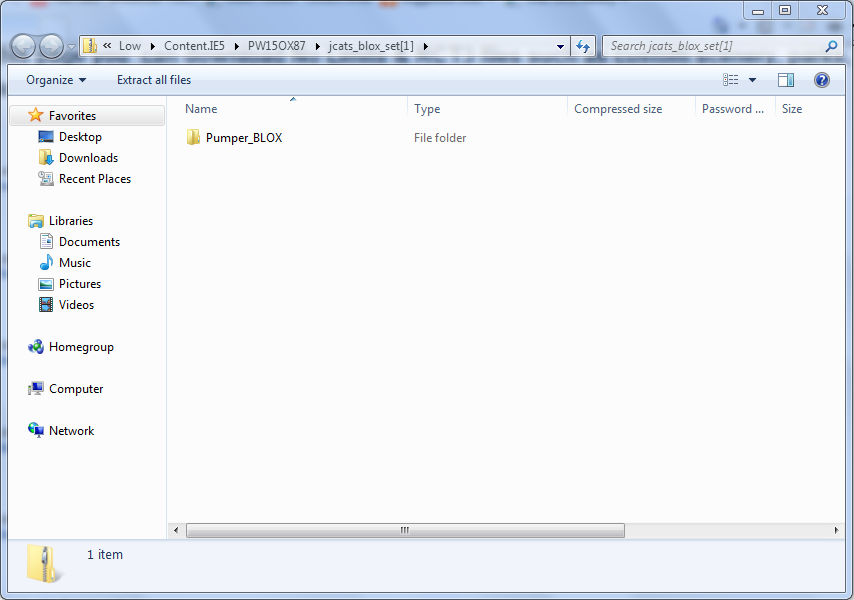 « Low ▸ Content.IE5 ▸ PW15OX87 ▸ jcats_blox_set[1] ▸
Search jcats_blox_set[1]
Organize Extract all files
Name Type Compressed size Password ... Size
Pumper_BLOX File folder
Favorites
Desktop
Downloads
Recent Places
Libraries
Documents
Music
Pictures
Videos
Homegroup
Computer
Network
1 item